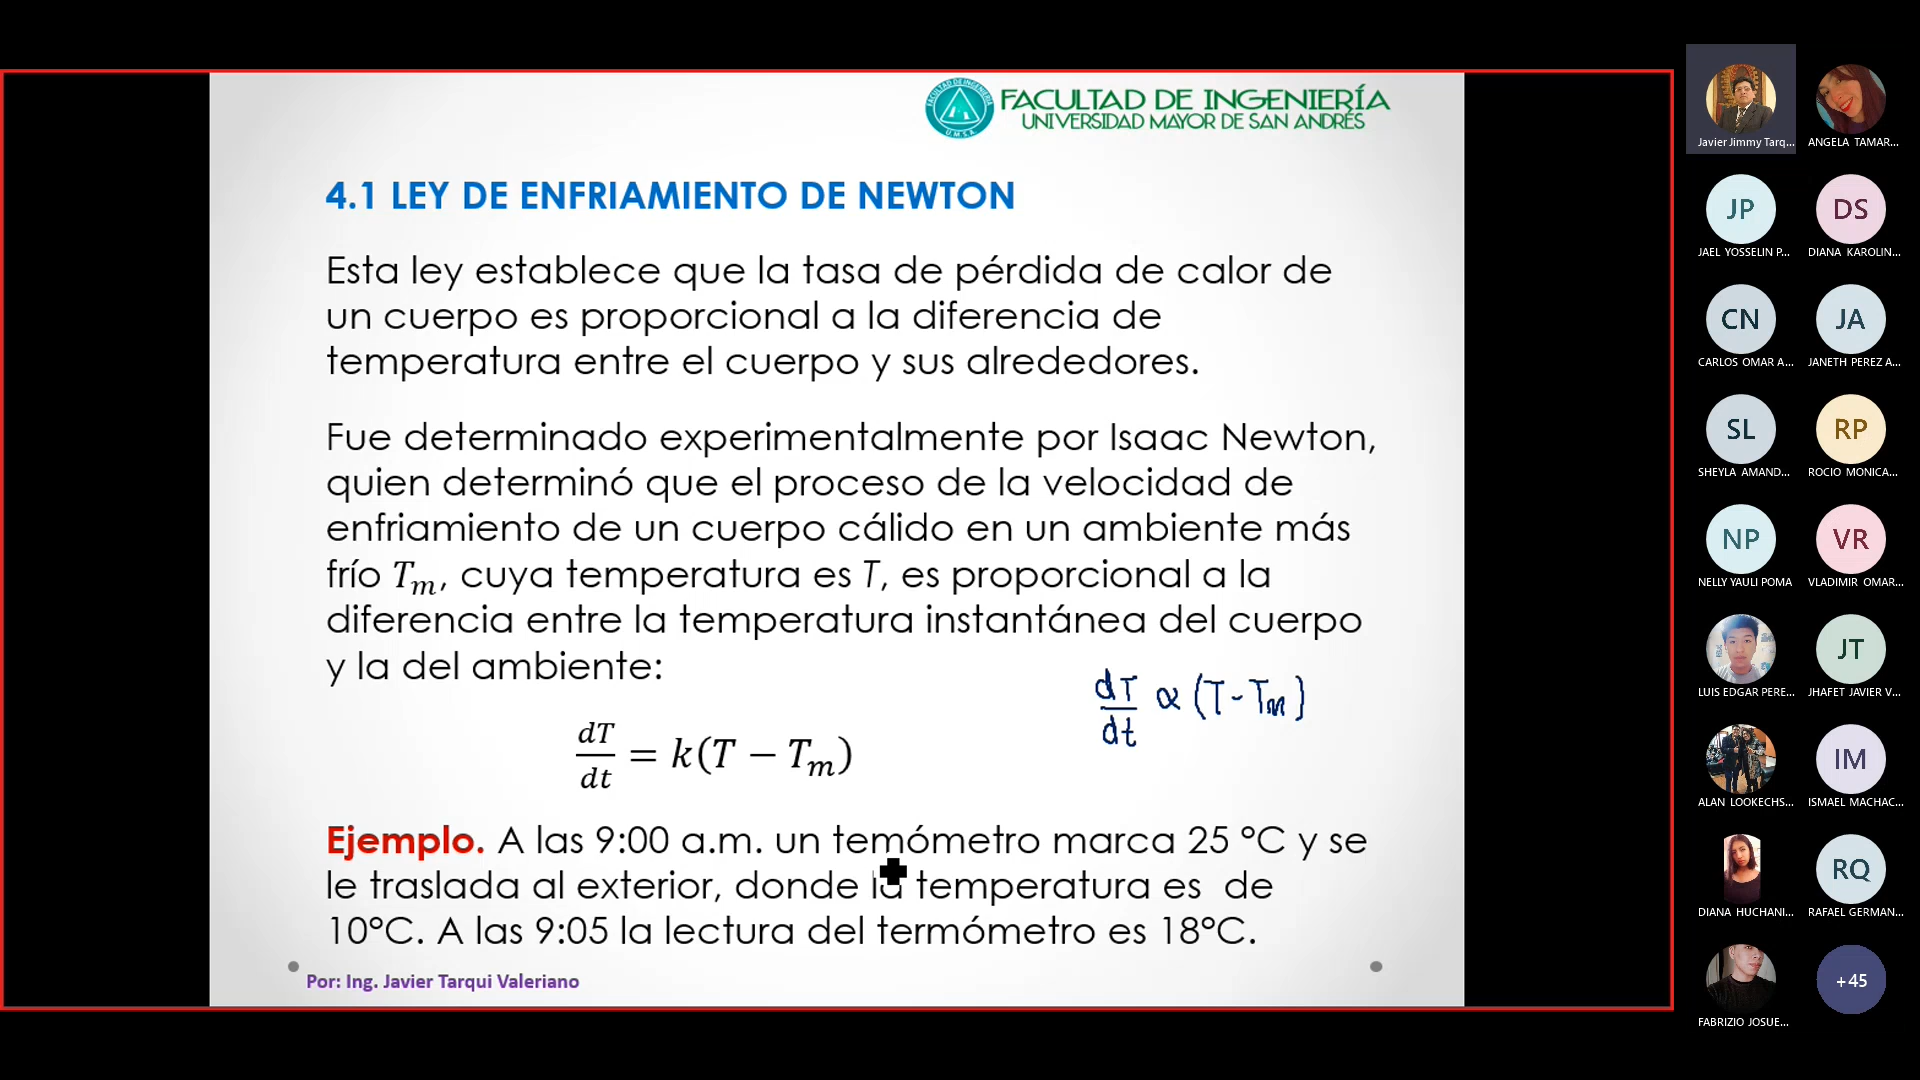 FACULTAD DE INGENIERÍA
UNIVERSIDAD MAYOR DE SAN ANDRÉS
4.1 LEY DE ENFRIAMIENTO DE NEWTON
Esta ley establece que la tasa de pérdida de calor de
un cuerpo es proporcional a la diferencia de
temperatura entre el cuerpo y sus alrededores.
Fue determinado experimentalmente por Isaac Newton,
quien determinó que el proceso de la velocidad de
enfriamiento de un cuerpo cálido en un ambiente más
frío Tₘ, cuya temperatura es T, es proporcional a la
diferencia entre la temperatura instantánea del cuerpo
y la del ambiente:
dT/dt ∝ (T-Tm)
dT/dt = k(T − Tₘ)
Ejemplo. A las 9:00 a.m. un temómetro marca 25 °C y se
le traslada al exterior, donde la temperatura es de
10°C. A las 9:05 la lectura del termómetro es 18°C.
Por: Ing. Javier Tarqui Valeriano
Javier Jimmy Tarq...
ANGELA TAMAR...
JP
JAEL YOSSELIN P...
DS
DIANA KAROLIN...
CN
CARLOS OMAR A...
JA
JANETH PEREZ A...
SL
SHEYLA AMAND...
RP
ROCIO MONICA...
NP
NELLY YAULI POMA
VR
VLADIMIR OMAR...
LUIS EDGAR PERE...
JT
JHAFET JAVIER V...
ALAN LOOKECHS...
IM
ISMAEL MACHAC...
DIANA HUCHANI...
RQ
RAFAEL GERMAN...
FABRIZIO JOSUE...
+45